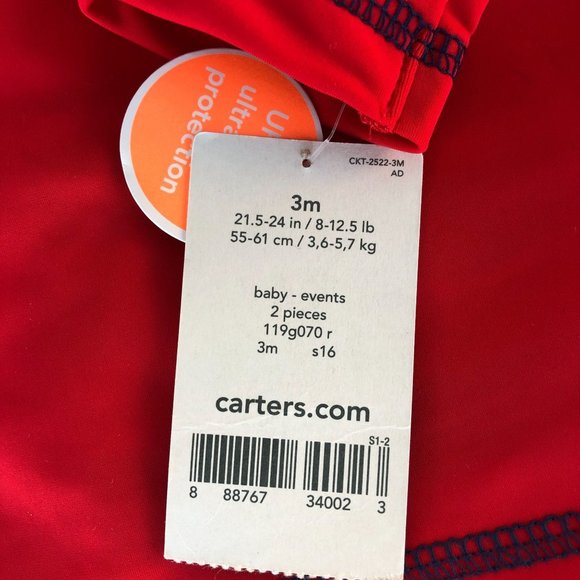 U
ultra
protection
CKT-2522-3M
AD
3m
21.5-24 in / 8-12.5 lb
55-61 cm / 3,6-5,7 kg
baby - events
2 pieces
119g070 r
3m s16
carters.com
S1-2
8 88767 34002 3